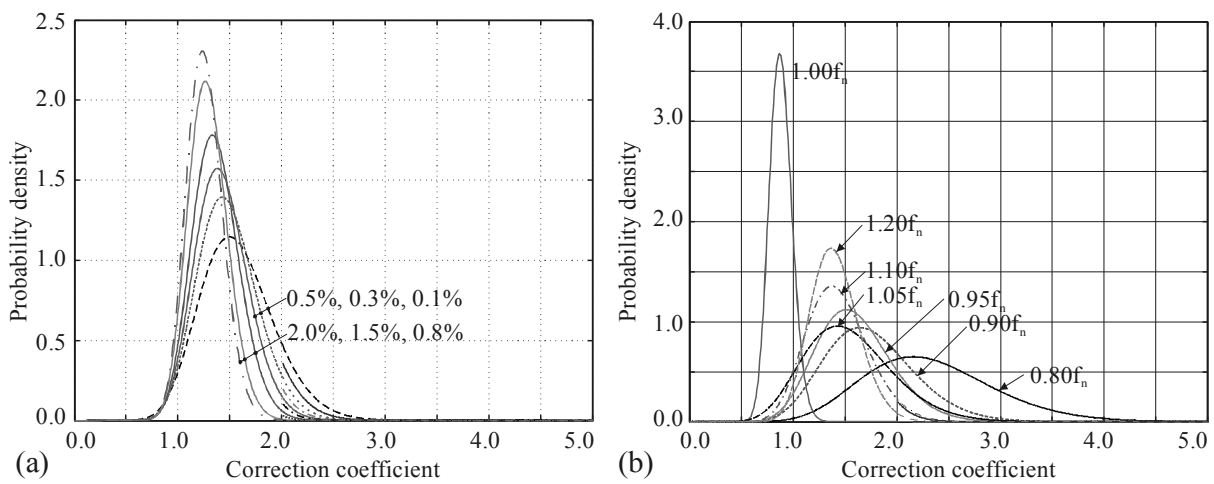 2.5
2.0
1.5
1.0
0.5
0.0
Probability density
0.5%, 0.3%, 0.1%
2.0%, 1.5%, 0.8%
0.0 1.0 2.0 3.0 4.0 5.0
Correction coefficient
(a)
4.0
3.0
2.0
1.0
0.0
Probability density
1.00fn
1.20fn
1.10fn
1.05fn
0.95fn
0.90fn
0.80fn
0.0 1.0 2.0 3.0 4.0 5.0
Correction coefficient
(b)